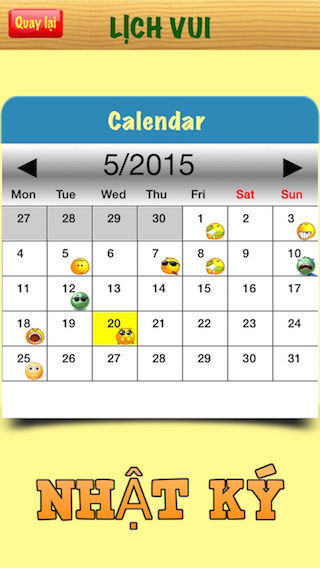 Quay lại LỊCH VUI
Calendar
5/2015
Mon Tue Wed Thu Fri Sat Sun
27 28 29 30 1 2 3
4 5 6 7 8 9 10
11 12 13 14 15 16 17
18 19 20 21 22 23 24
25 26 27 28 29 30 31
NHẬT KÝ